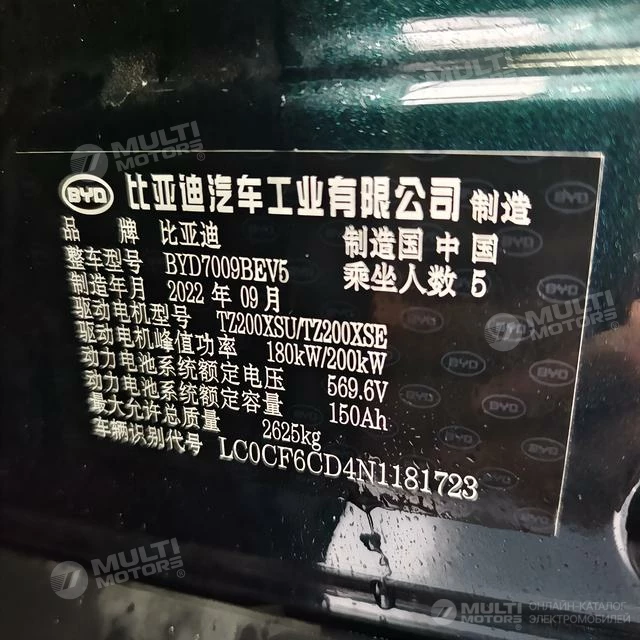 MULTI
MOTORS®
MULTI
MOTORS®
BYD 比亚迪汽车工业有限公司 制造
品牌 比亚迪
制造国 中国
整车型号 BYD7009BEV5
乘坐人数 5
制造年月 2022 年 09 月
驱动电机型号 TZ200XSU/TZ200XSE
驱动电机峰值功率 180kW/200kW
动力电池系统额定电压 569.6V
动力电池系统额定容量 150Ah
最大允许总质量 2625kg
车辆识别代号 LC0CF6CD4N1181723
MULTI
MOTORS®
MULTI
MOTORS®
MULTI
MOTORS®
ОНЛАЙН-КАТАЛОГ
ЭЛЕКТРОМОБИЛЕЙ